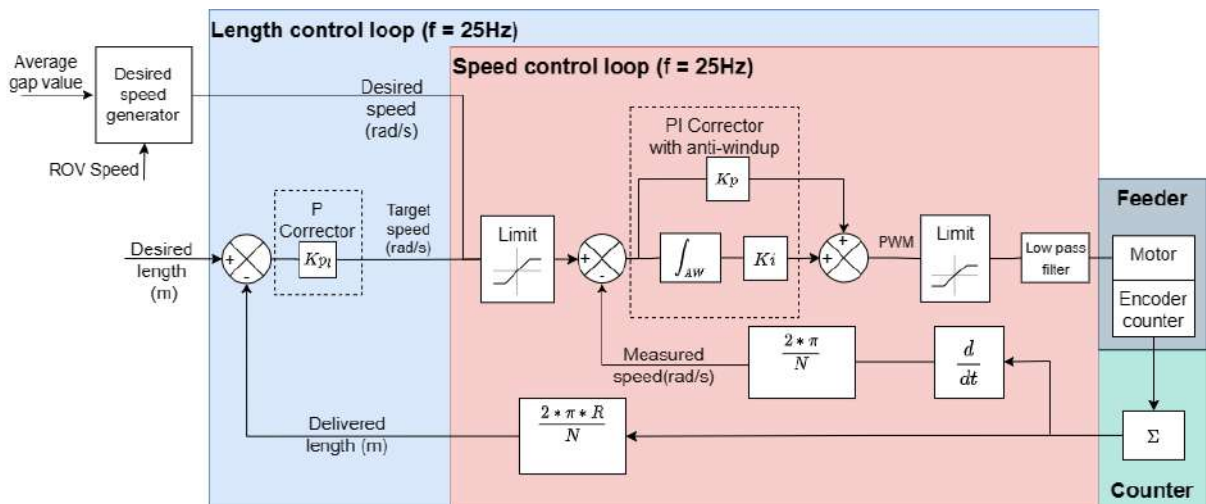 Length control loop (f = 25Hz)
Speed control loop (f = 25Hz)
Average
gap value
Desired
speed
generator
ROV Speed
Desired
speed
(rad/s)
PI Corrector
with anti-windup
Kp
P
Corrector
Kp_l
Target
speed
(rad/s)
Desired
length
(m)
+
-
Limit
+
-
∫_AW
Ki
+
+
PWM
Limit
Low pass
filter
Feeder
Motor
Encoder
counter
Measured
speed(rad/s)
2 * π
N
d
dt
Delivered
length (m)
2 * π * R
N
Σ
Counter